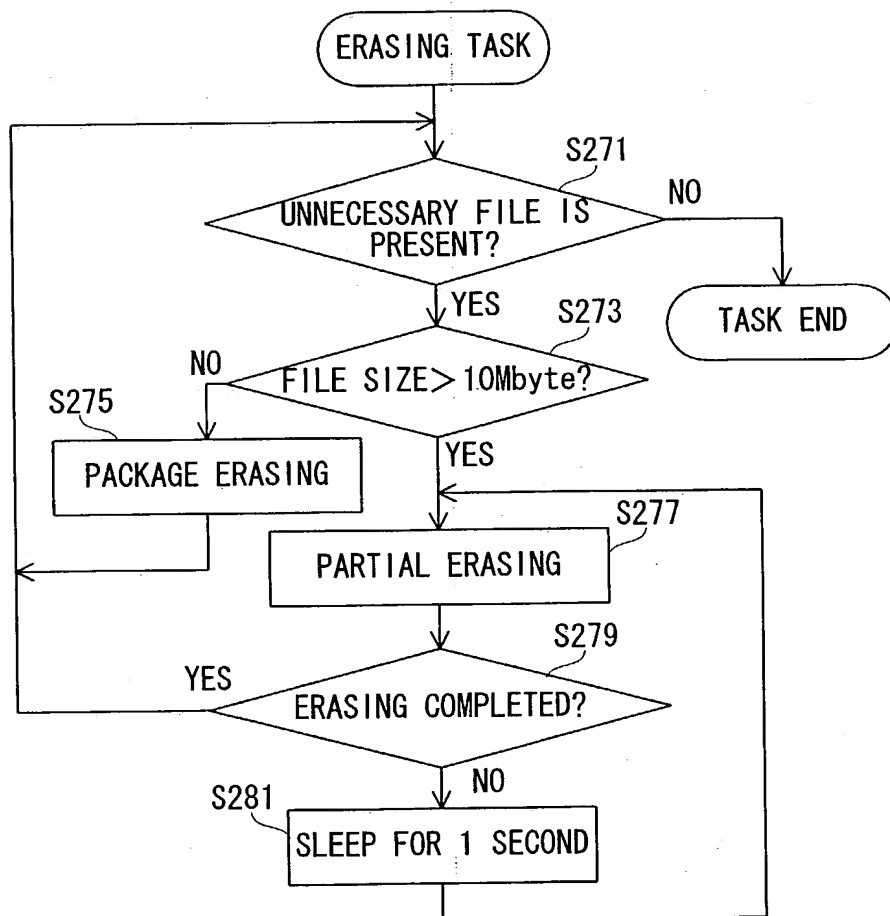 ERASING TASK
S271
UNNECESSARY FILE IS
PRESENT?
NO
YES
TASK END
S273
NO
FILE SIZE> 10Mbyte?
S275
YES
PACKAGE ERASING
S277
PARTIAL ERASING
S279
YES
ERASING COMPLETED?
NO
S281
SLEEP FOR 1 SECOND